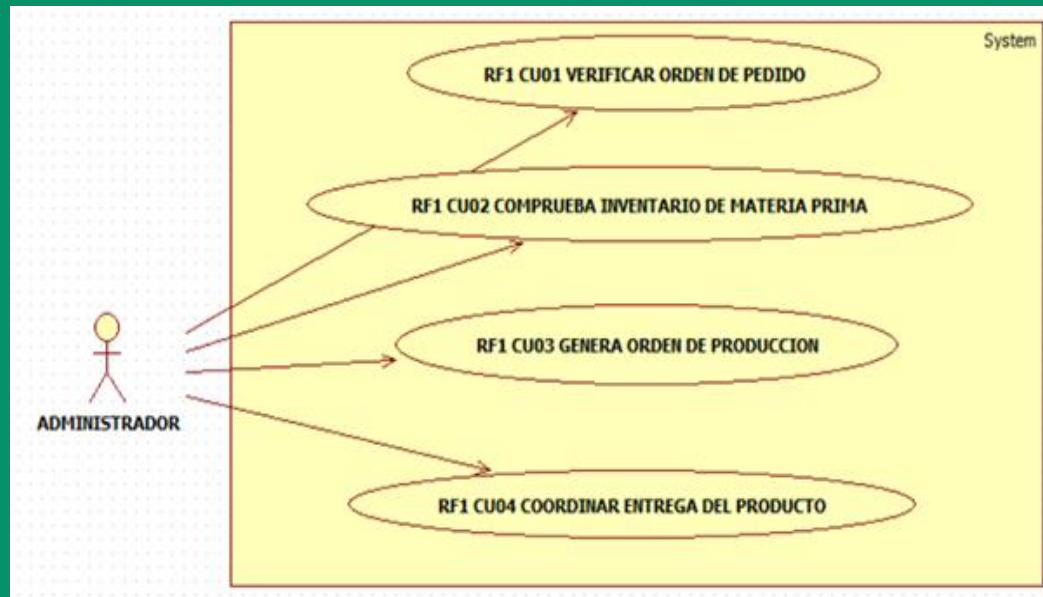 System
RF1 CU01 VERIFICAR ORDEN DE PEDIDO
RF1 CU02 COMPRUEBA INVENTARIO DE MATERIA PRIMA
RF1 CU03 GENERA ORDEN DE PRODUCCION
ADMINISTRADOR
RF1 CU04 COORDINAR ENTREGA DEL PRODUCTO